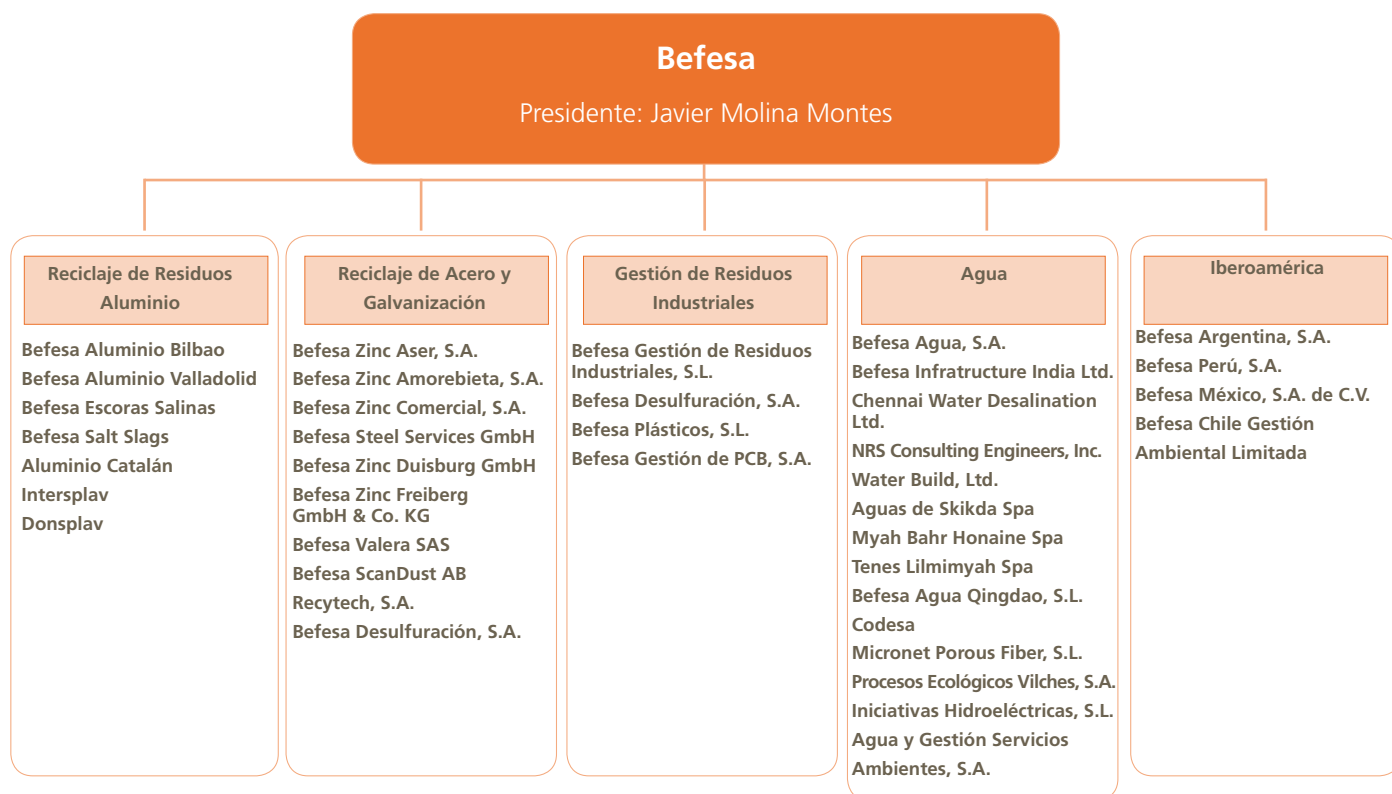 Befesa
Presidente: Javier Molina Montes
Reciclaje de Residuos
Aluminio
Befesa Aluminio Bilbao
Befesa Aluminio Valladolid
Befesa Escoras Salinas
Befesa Salt Slags
Aluminio Catalán
Intersplav
Donsplav
Reciclaje de Acero y
Galvanización
Befesa Zinc Aser, S.A.
Befesa Zinc Amorebieta, S.A.
Befesa Zinc Comercial, S.A.
Befesa Steel Services GmbH
Befesa Zinc Duisburg GmbH
Befesa Zinc Freiberg
GmbH & Co. KG
Befesa Valera SAS
Befesa ScanDust AB
Recytech, S.A.
Befesa Desulfuración, S.A.
Gestión de Residuos
Industriales
Befesa Gestión de Residuos
Industriales, S.L.
Befesa Desulfuración, S.A.
Befesa Plásticos, S.L.
Befesa Gestión de PCB, S.A.
Agua
Befesa Agua, S.A.
Befesa Infratructure India Ltd.
Chennai Water Desalination
Ltd.
NRS Consulting Engineers, Inc.
Water Build, Ltd.
Aguas de Skikda Spa
Myah Bahr Honaine Spa
Tenes Lilmimyah Spa
Befesa Agua Qingdao, S.L.
Codesa
Micronet Porous Fiber, S.L.
Procesos Ecológicos Vilches, S.A.
Iniciativas Hidroeléctricas, S.L.
Agua y Gestión Servicios
Ambientes, S.A.
Iberoamérica
Befesa Argentina, S.A.
Befesa Perú, S.A.
Befesa México, S.A. de C.V.
Befesa Chile Gestión
Ambiental Limitada